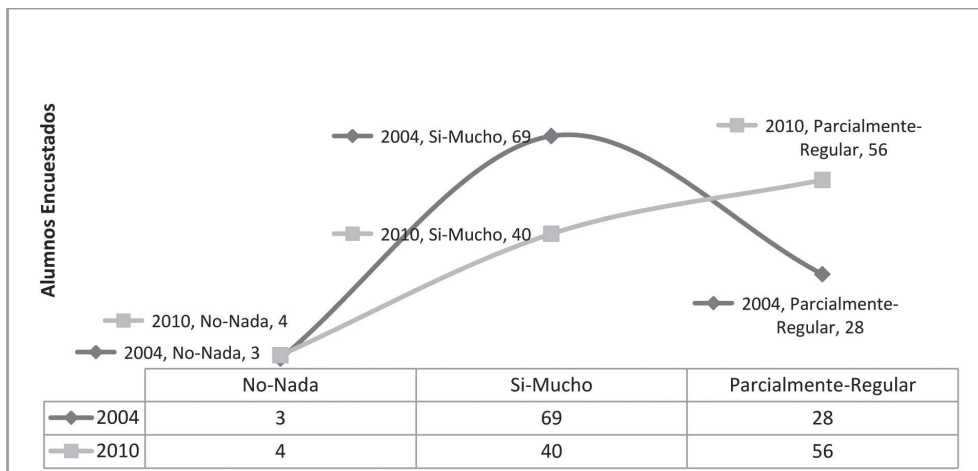 Alumnos Encuestados
2004, Si-Mucho, 69
2010, Parcialmente-
Regular, 56
2010, Si-Mucho, 40
2004, Parcialmente-
Regular, 28
2010, No-Nada, 4
2004, No-Nada, 3
No-Nada Si-Mucho Parcialmente-Regular
2004 3 69 28
2010 4 40 56